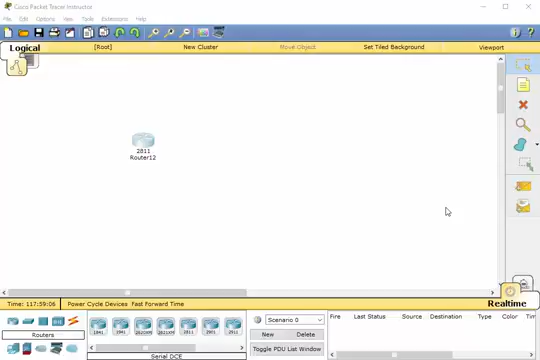 Cisco Packet Tracer Instructor
File Edit Options View Tools Extensions Help
Logical [Root] New Cluster Move Object Set Tiled Background Viewport
2811
Router12
Time: 117:59:06 Power Cycle Devices Fast Forward Time Realtime
Routers
1841 1941 2620XM 2621XM 2811 2901 2911
Serial DCE
Scenario 0
New Delete
Toggle PDU List Window
Fire Last Status Source Destination Type Color